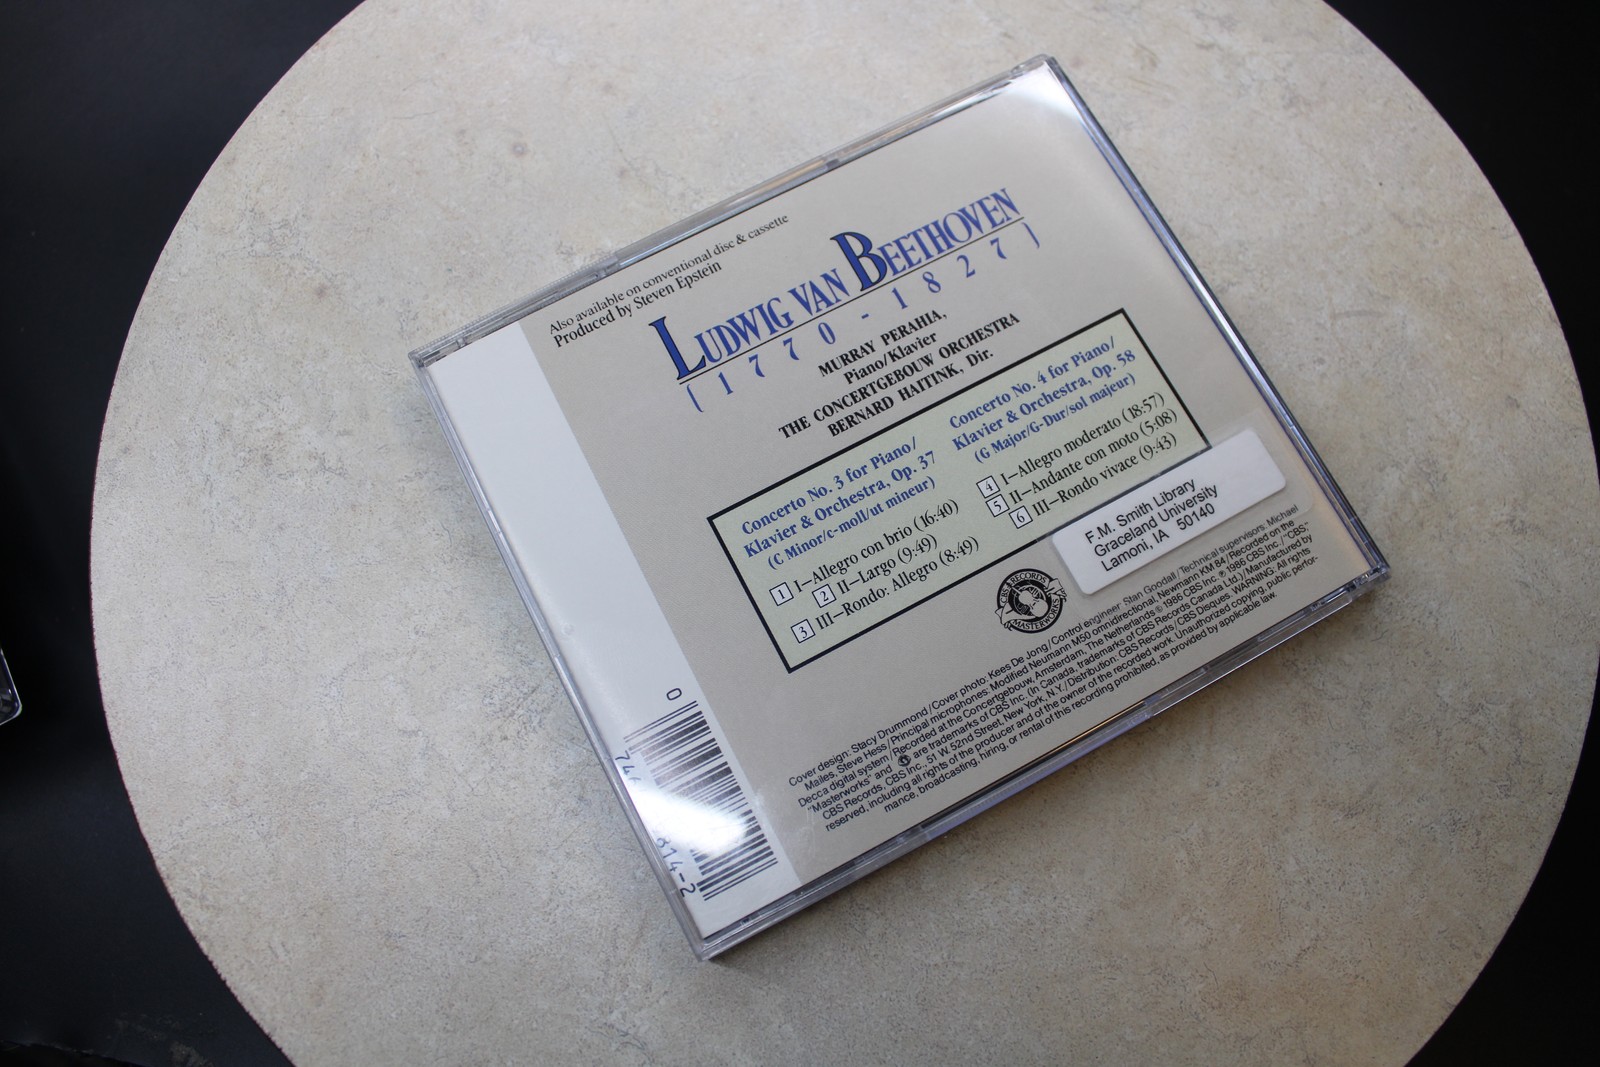 Also available on conventional disc & cassette
Produced by Steven Epstein
LUDWIG VAN BEETHOVEN
(1770-1827)
MURRAY PERAHIA,
Piano/Klavier
THE CONCERTGEBOUW ORCHESTRA
BERNARD HAITINK, Dir.
Concerto No. 3 for Piano/
Klavier & Orchestra, Op. 37
(C Minor/c-moll/ut mineur)
1 I—Allegro con brio (16:40)
2 II—Largo (9:49)
3 III—Rondo: Allegro (8:49)
Concerto No. 4 for Piano/
Klavier & Orchestra, Op. 58
(G Major/G-Dur/sol majeur)
4 I—Allegro moderato (18:57)
5 II—Andante con moto (5:08)
6 III—Rondo vivace (9:43)
F.M. Smith Library
Graceland University
Lamoni, IA 50140
CBS RECORDS
MASTERWORKS
Cover design: Stacy Drummond/Cover photo: Kees De Jong/Control engineer: Stan Goodall/Technical supervisors: Michael
Mailes, Steve Hess/Principal microphones: Modified Neumann M50 omnidirectional, Neumann KM 84/Recorded on the
Decca digital system/Recorded at the Concertgebouw, Amsterdam, The Netherlands ℗ 1986 CBS Inc. © 1986 CBS Inc./"CBS,"
"Masterworks" and are trademarks of CBS Inc. (In Canada, trademarks of CBS Records Canada Ltd.)/Manufactured by
CBS Records, CBS Inc., 51 W. 52nd Street, New York, N.Y./Distribution: CBS Records/CBS Disques. WARNING: All rights
reserved, including all rights of the producer and of the owner of the recorded work. Unauthorized copying, public perfor-
mance, broadcasting, hiring, or rental of this recording prohibited, as provided by applicable law.
0
74
814-2